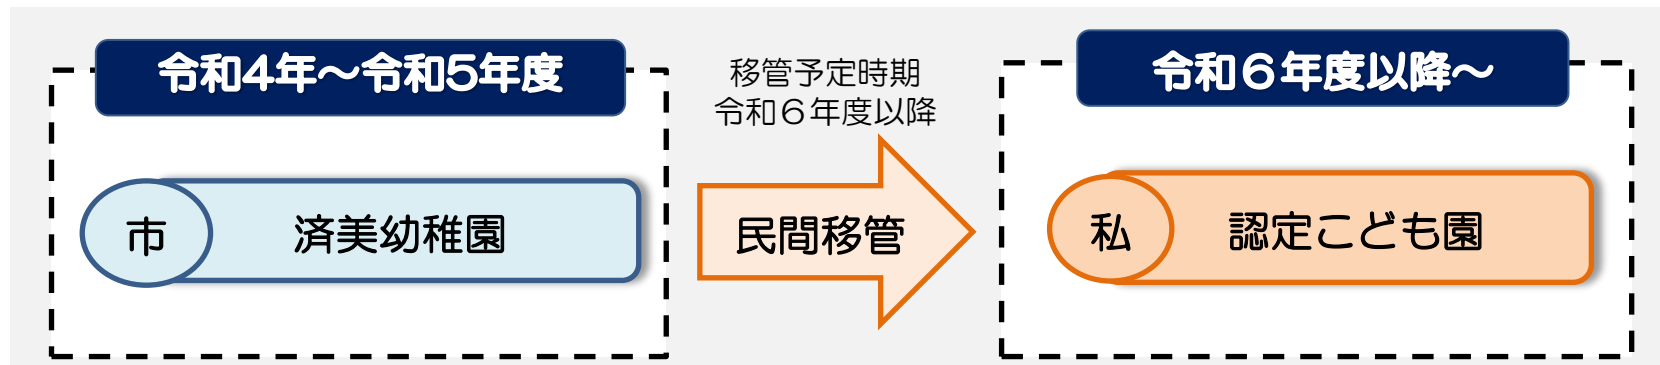 令和4年～令和5年度
市
済美幼稚園
移管予定時期
令和６年度以降
民間移管
令和６年度以降～
私
認定こども園